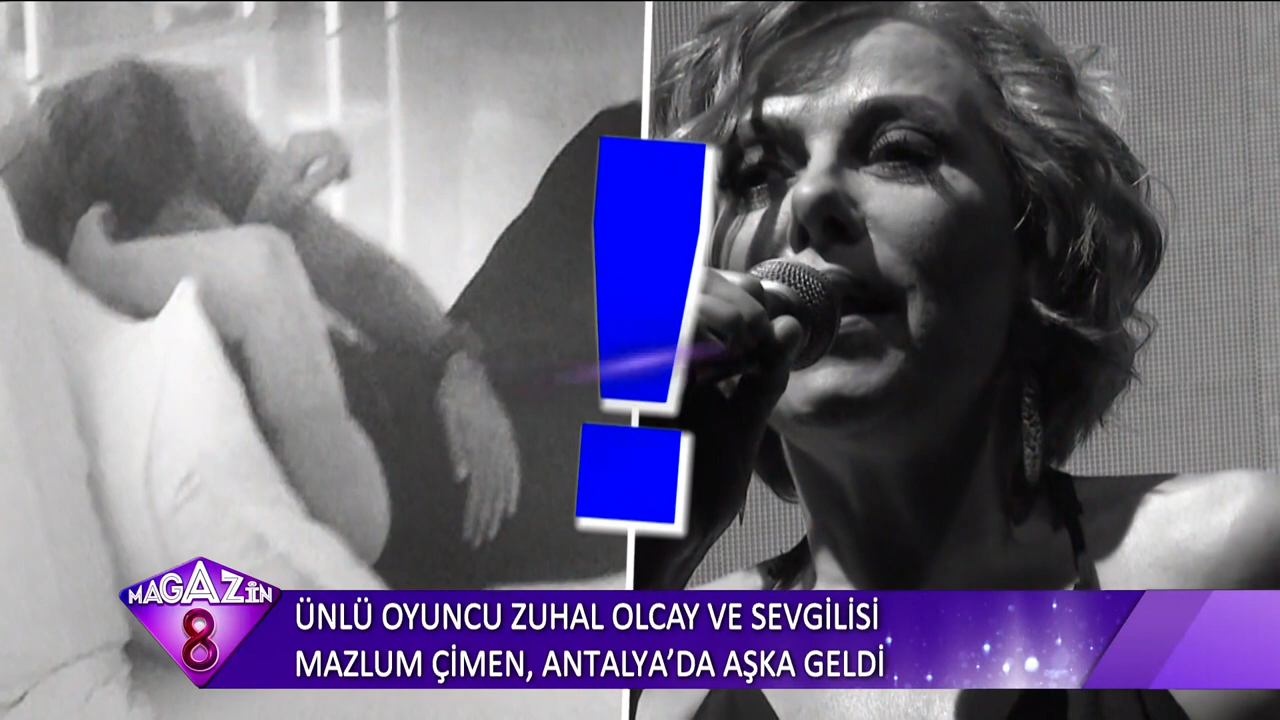 MAGAZİN
8
ÜNLÜ OYUNCU ZUHAL OLCAY VE SEVGİLİSİ
MAZLUM ÇİMEN, ANTALYA'DA AŞKA GELDİ
!